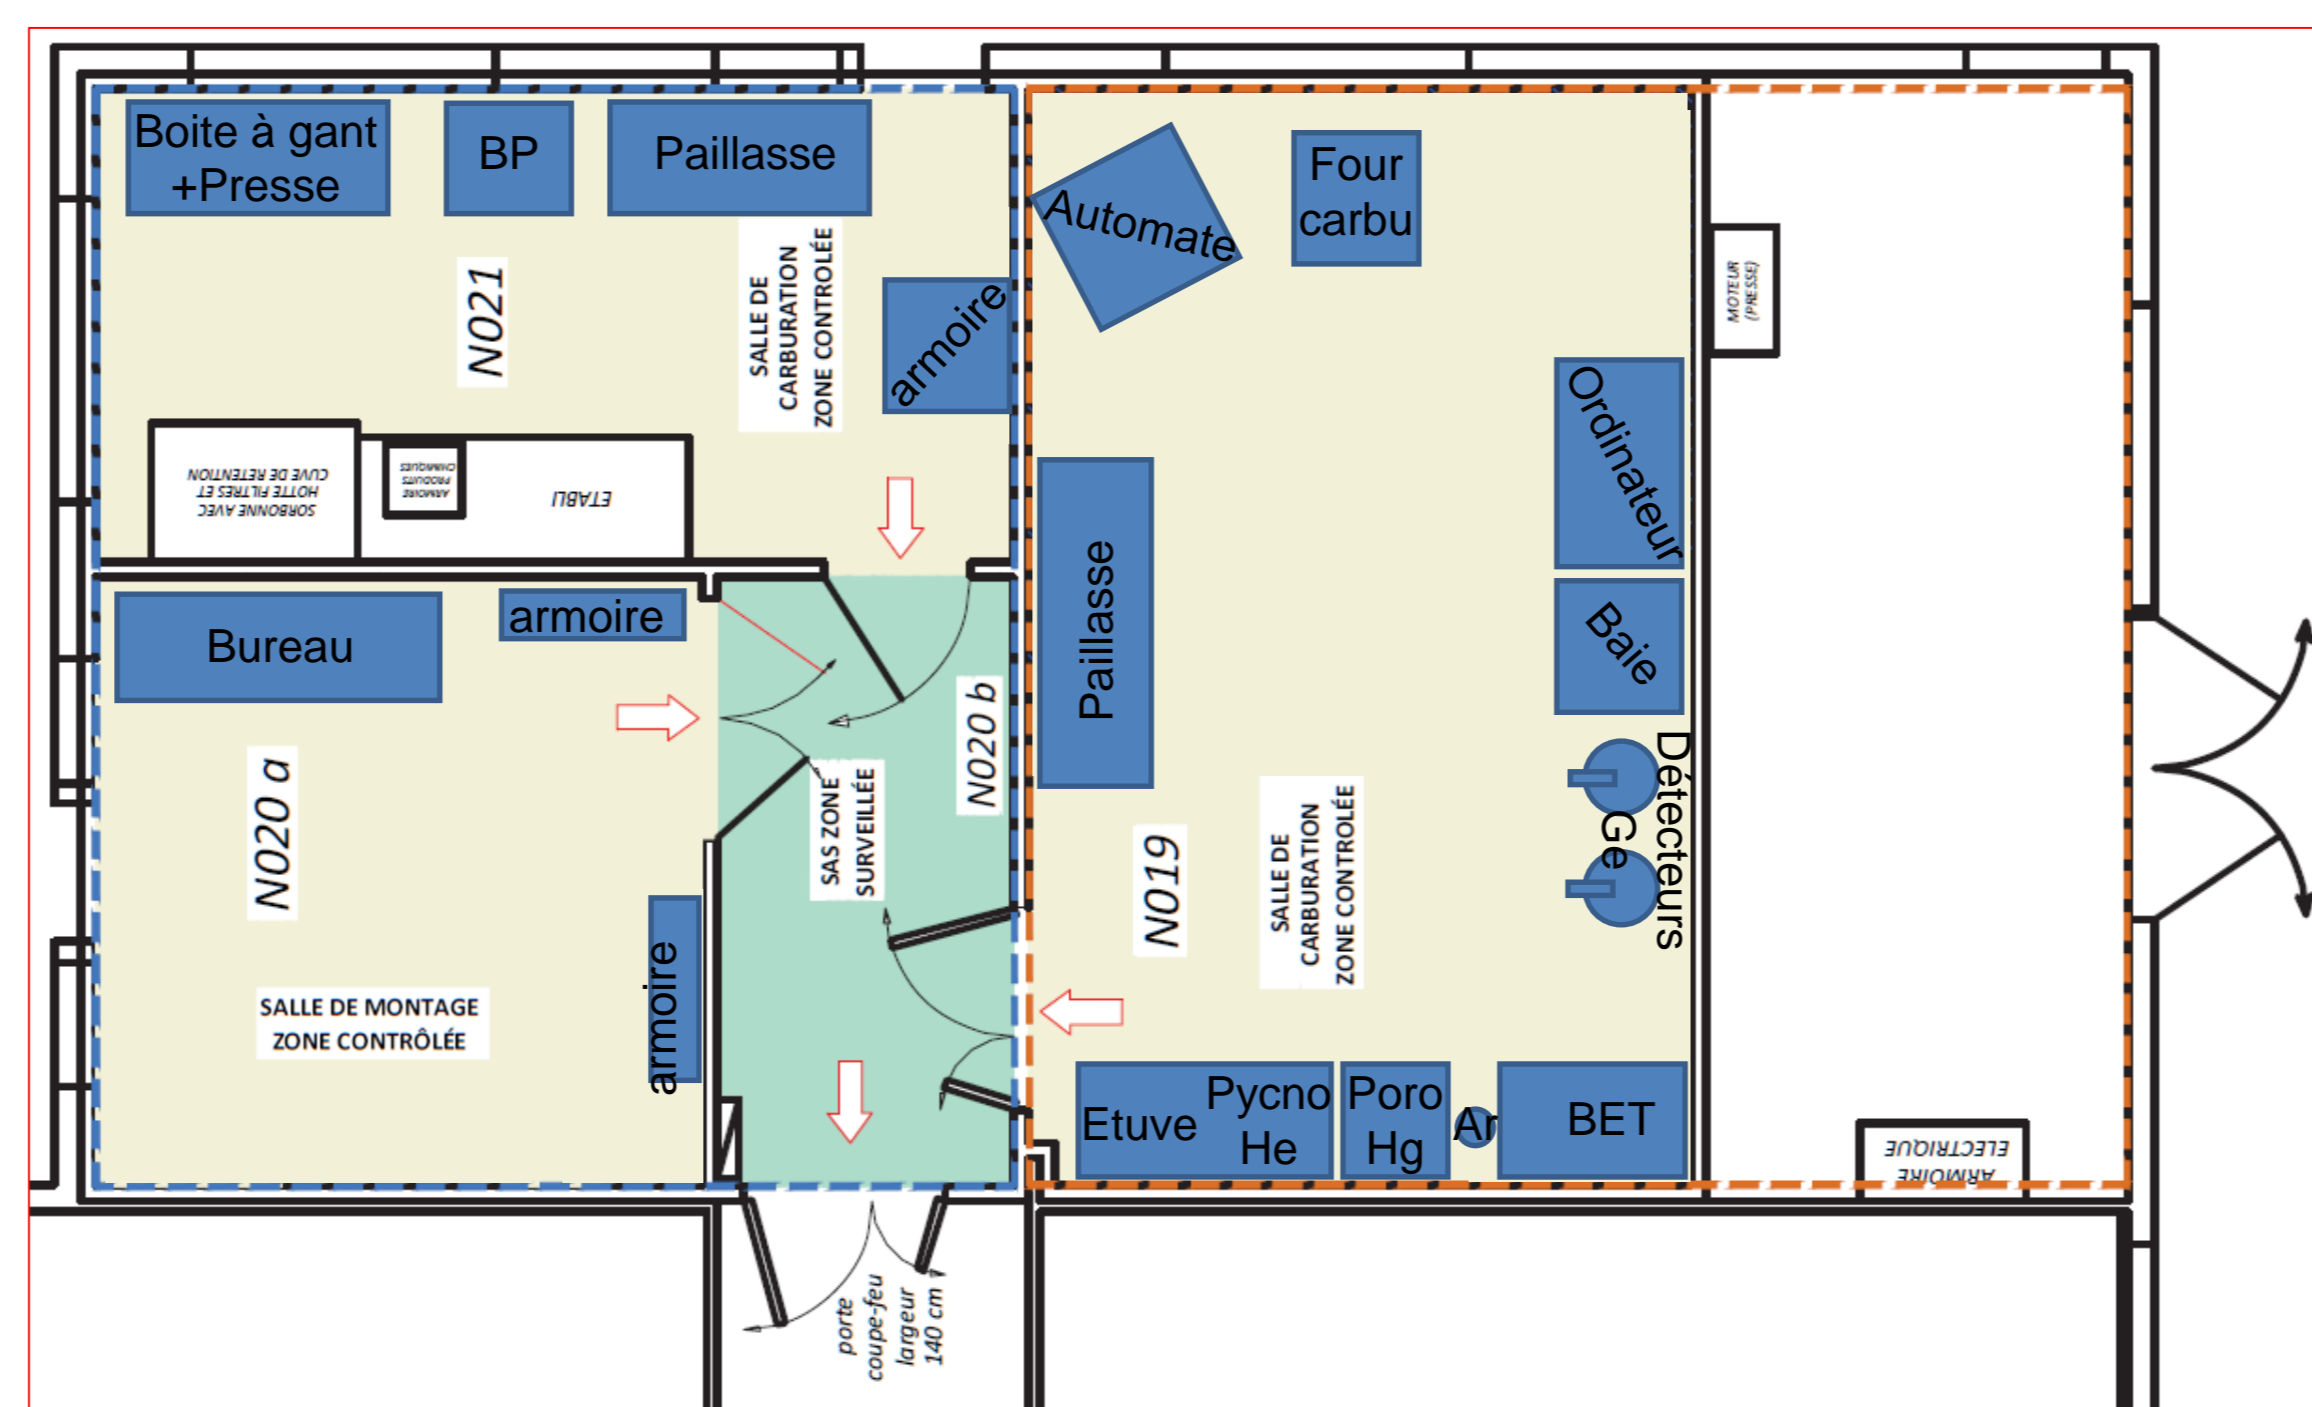 Boite à gant
+Presse
BP
Paillasse
N021
SALLE DE
CARBURATION
ZONE CONTROLÉE
armoire
SORBONNE AVEC
HOTTE FILTRES ET
CUVE DE RETENTION
ARMOIRE
PRODUITS
CHIMIQUES
ETABLI
Bureau
armoire
N020 a
SALLE DE MONTAGE
ZONE CONTRÔLÉE
armoire
N020 b
SAS ZONE
SURVEILLÉE
porte
coupe-feu
largeur
140 cm
Automate
Four
carbu
Ordinateur
Baie
Paillasse
Détecteurs
Ge
N019
SALLE DE
CARBURATION
ZONE CONTROLÉE
Etuve
Pycno
He
Poro
Hg
Ar
BET
MOTEUR
(PRESSE)
ARMOIRE
ELECTRIQUE